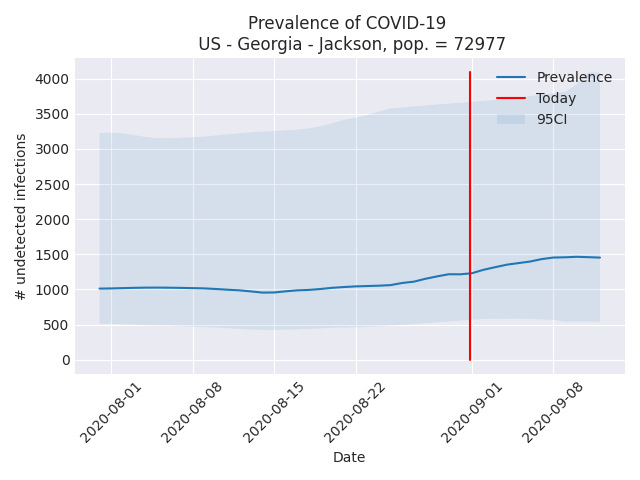 Prevalence of COVID-19
US - Georgia - Jackson, pop. = 72977
# undetected infections
4000
3500
3000
2500
2000
1500
1000
500
0
Prevalence
Today
95CI
2020-08-01
2020-08-08
2020-08-15
2020-08-22
2020-09-01
2020-09-08
Date